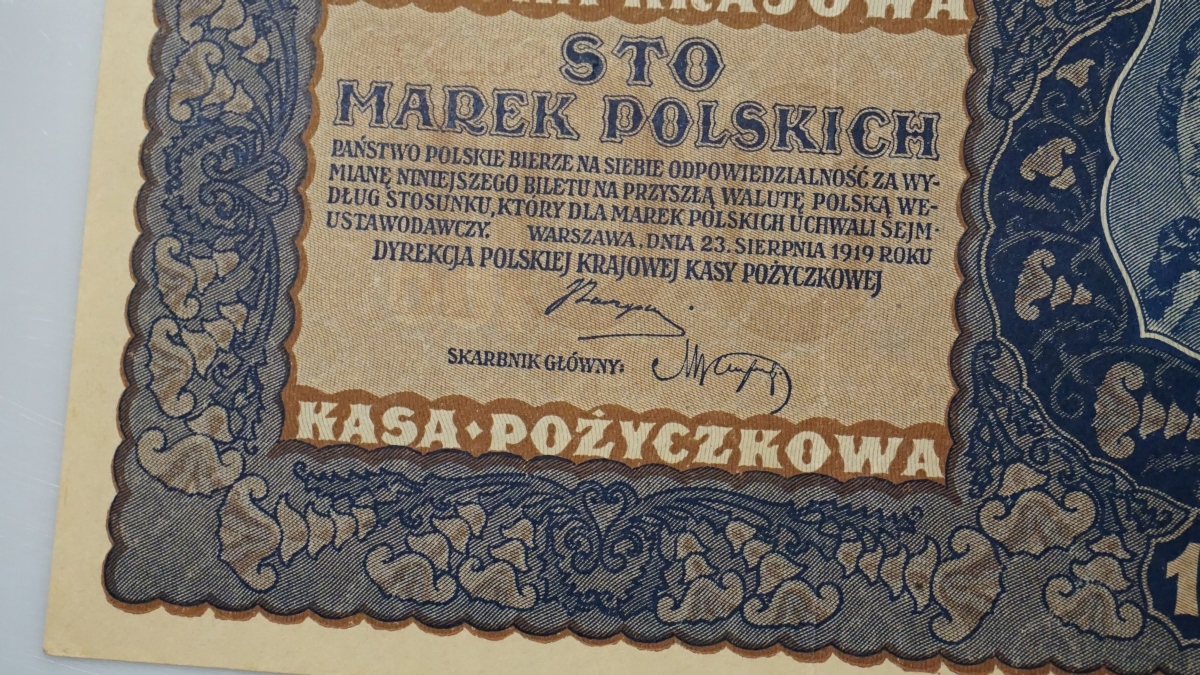 KRAJOWA
STO
MAREK POLSKICH
PAŃSTWO POLSKIE BIERZE NA SIEBIE ODPOWIEDZIALNOŚĆ ZA WY-
MIANĘ NINIEJSZEGO BILETU NA PRZYSZŁĄ WALUTĘ POLSKĄ WE-
DŁUG STOSUNKU, KTÓRY DLA MAREK POLSKICH UCHWALI SEJM·
USTAWODAWCZY. WARSZAWA, DNIA 23. SIERPNIA 1919 ROKU
DYREKCJA POLSKIEJ KRAJOWEJ KASY POŻYCZKOWEJ
SKARBNIK GŁÓWNY:
KASA·POŻYCZKOWA
1